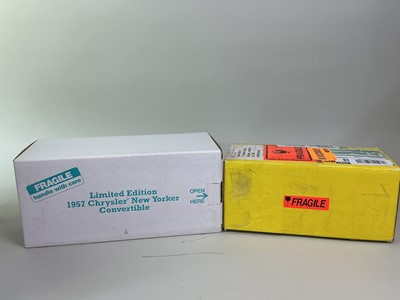 FRAGILE
handle with care
Limited Edition
1957 Chrysler® New Yorker
Convertible
OPEN
HERE
FRAGILE
FRAGILE